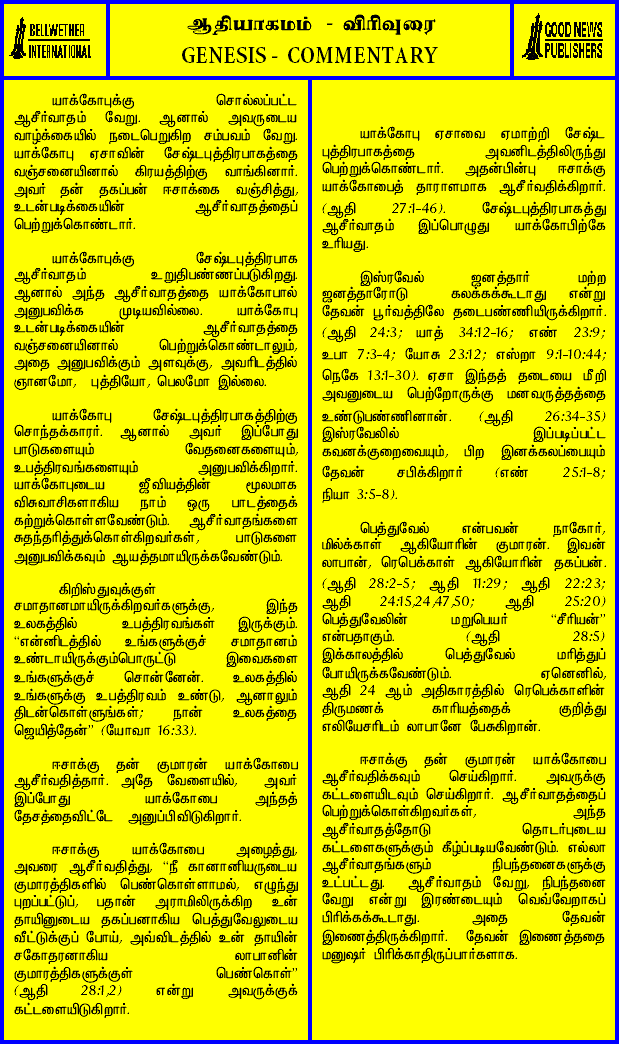 BELLWETHER
INTERNATIONAL
ஆதியாகமம் - விரிவுரை
GENESIS - COMMENTARY
GOOD NEWS
PUBLISHERS
யாக்கோபுக்கு சொல்லப்பட்ட
ஆசீர்வாதம் வேறு. ஆனால் அவருடைய
வாழ்க்கையில் நடைபெறுகிற சம்பவம் வேறு.
யாக்கோபு ஏசாவின் சேஷ்டபுத்திரபாகத்தை
வஞ்சனையினால் கிரயத்திற்கு வாங்கினார்.
அவர் தன் தகப்பன் ஈசாக்கை வஞ்சித்து,
உடன்படிக்கையின் ஆசீர்வாதத்தைப்
பெற்றுக்கொண்டார்.
யாக்கோபுக்கு சேஷ்டபுத்திரபாக
ஆசீர்வாதம் உறுதிபண்ணப்படுகிறது.
ஆனால் அந்த ஆசீர்வாதத்தை யாக்கோபால்
அனுபவிக்க முடியவில்லை. யாக்கோபு
உடன்படிக்கையின் ஆசீர்வாதத்தை
வஞ்சனையினால் பெற்றுக்கொண்டாலும்,
அதை அனுபவிக்கும் அளவுக்கு, அவரிடத்தில்
ஞானமோ, புத்தியோ, பெலமோ இல்லை.
யாக்கோபு சேஷ்டபுத்திரபாகத்திற்கு
சொந்தக்காரர். ஆனால் அவர் இப்போது
பாடுகளையும் வேதனைகளையும்,
உபத்திரவங்களையும் அனுபவிக்கிறார்.
யாக்கோபுடைய ஜீவியத்தின் மூலமாக
விசுவாசிகளாகிய நாம் ஒரு பாடத்தைக்
கற்றுக்கொள்ளவேண்டும். ஆசீர்வாதங்களை
சுதந்தரித்துக்கொள்கிறவர்கள், பாடுகளை
அனுபவிக்கவும் ஆயத்தமாயிருக்கவேண்டும்.
கிறிஸ்துவுக்குள்
சமாதானமாயிருக்கிறவர்களுக்கு, இந்த
உலகத்தில் உபத்திரவங்கள் இருக்கும்.
“என்னிடத்தில் உங்களுக்குச் சமாதானம்
உண்டாயிருக்கும்பொருட்டு இவைகளை
உங்களுக்குச் சொன்னேன். உலகத்தில்
உங்களுக்கு உபத்திரவம் உண்டு, ஆனாலும்
திடன்கொள்ளுங்கள்; நான் உலகத்தை
ஜெயித்தேன்” (யோவா 16:33).
ஈசாக்கு தன் குமாரன் யாக்கோபை
ஆசீர்வதித்தார். அதே வேளையில், அவர்
இப்போது யாக்கோபை அந்தத்
தேசத்தைவிட்டே அனுப்பிவிடுகிறார்.
ஈசாக்கு யாக்கோபை அழைத்து,
அவரை ஆசீர்வதித்து, “நீ கானானியருடைய
குமாரத்திகளில் பெண்கொள்ளாமல், எழுந்து
புறப்பட்டுப், பதான் அராமிலிருக்கிற உன்
தாயினுடைய தகப்பனாகிய பெத்துவேலுடைய
வீட்டுக்குப் போய், அவ்விடத்தில் உன் தாயின்
சகோதரனாகிய லாபானின்
குமாரத்திகளுக்குள் பெண்கொள்”
(ஆதி 28:1,2) என்று அவருக்குக்
கட்டளையிடுகிறார்.
யாக்கோபு ஏசாவை ஏமாற்றி சேஷ்ட
புத்திரபாகத்தை அவனிடத்திலிருந்து
பெற்றுக்கொண்டார். அதன்பின்பு ஈசாக்கு
யாக்கோபைத் தாராளமாக ஆசீர்வதிக்கிறார்.
(ஆதி 27:1-46). சேஷ்டபுத்திரபாகத்து
ஆசீர்வாதம் இப்பொழுது யாக்கோபிற்கே
உரியது.
இஸ்ரவேல் ஜனத்தார் மற்ற
ஜனத்தாரோடு கலக்கக்கூடாது என்று
தேவன் பூர்வத்திலே தடைபண்ணியிருக்கிறார்.
(ஆதி 24:3; யாத் 34:12-16; எண் 23:9;
உபா 7:3-4; யோசு 23:12; எஸ்றா 9:1-10:44;
நெகே 13:1-30). ஏசா இந்தத் தடையை மீறி
அவனுடைய பெற்றோருக்கு மனவருத்தத்தை
உண்டுபண்ணினான். (ஆதி 26:34-35)
இஸ்ரவேலில் இப்படிப்பட்ட
கவனக்குறைவையும், பிற இனக்கலப்பையும்
தேவன் சபிக்கிறார் (எண் 25:1-8;
நியா 3:5-8).
பெத்துவேல் என்பவன் நாகோர்,
மில்க்காள் ஆகியோரின் குமாரன். இவன்
லாபான், ரெபெக்காள் ஆகியோரின் தகப்பன்.
(ஆதி 28:2-5; ஆதி 11:29; ஆதி 22:23;
ஆதி 24:15,24,47,50; ஆதி 25:20)
பெத்துவேலின் மறுபெயர் “சீரியன்”
என்பதாகும். (ஆதி 28:5)
இக்காலத்தில் பெத்துவேல் மரித்துப்
போயிருக்கவேண்டும். ஏனெனில்,
ஆதி 24 ஆம் அதிகாரத்தில் ரெபெக்காளின்
திருமணக் காரியத்தைக் குறித்து
எலியேசரிடம் லாபானே பேசுகிறான்.
ஈசாக்கு தன் குமாரன் யாக்கோபை
ஆசீர்வதிக்கவும் செய்கிறார். அவருக்கு
கட்டளையிடவும் செய்கிறார். ஆசீர்வாதத்தைப்
பெற்றுக்கொள்கிறவர்கள், அந்த
ஆசீர்வாதத்தோடு தொடர்புடைய
கட்டளைகளுக்கும் கீழ்ப்படியவேண்டும். எல்லா
ஆசீர்வாதங்களும் நிபந்தனைகளுக்கு
உட்பட்டது. ஆசீர்வாதம் வேறு, நிபந்தனை
வேறு என்று இரண்டையும் வெவ்வேறாகப்
பிரிக்கக்கூடாது. அதை தேவன்
இணைத்திருக்கிறார். தேவன் இணைத்ததை
மனுஷர் பிரிக்காதிருப்பார்களாக.